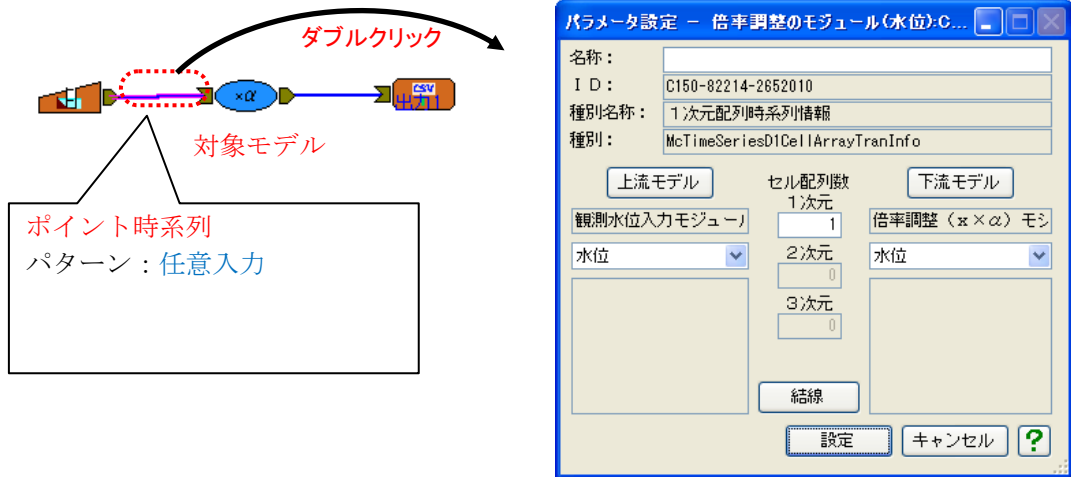 ダブルクリック
×α
CSV
出力1
対象モデル
ポイント時系列
パターン：任意入力
パラメータ設定 － 倍率調整のモジュール(水位):C...
名称：
ＩＤ： C150-82214-2652010
種別名称： １次元配列時系列情報
種別： McTimeSeriesD1CellArrayTranInfo
上流モデル セル配列数 下流モデル
１次元
観測水位入力モジュール 1 倍率調整（ｘ×α）モジ
水位 ２次元 水位
0
３次元
0
結線
設定 キャンセル ?